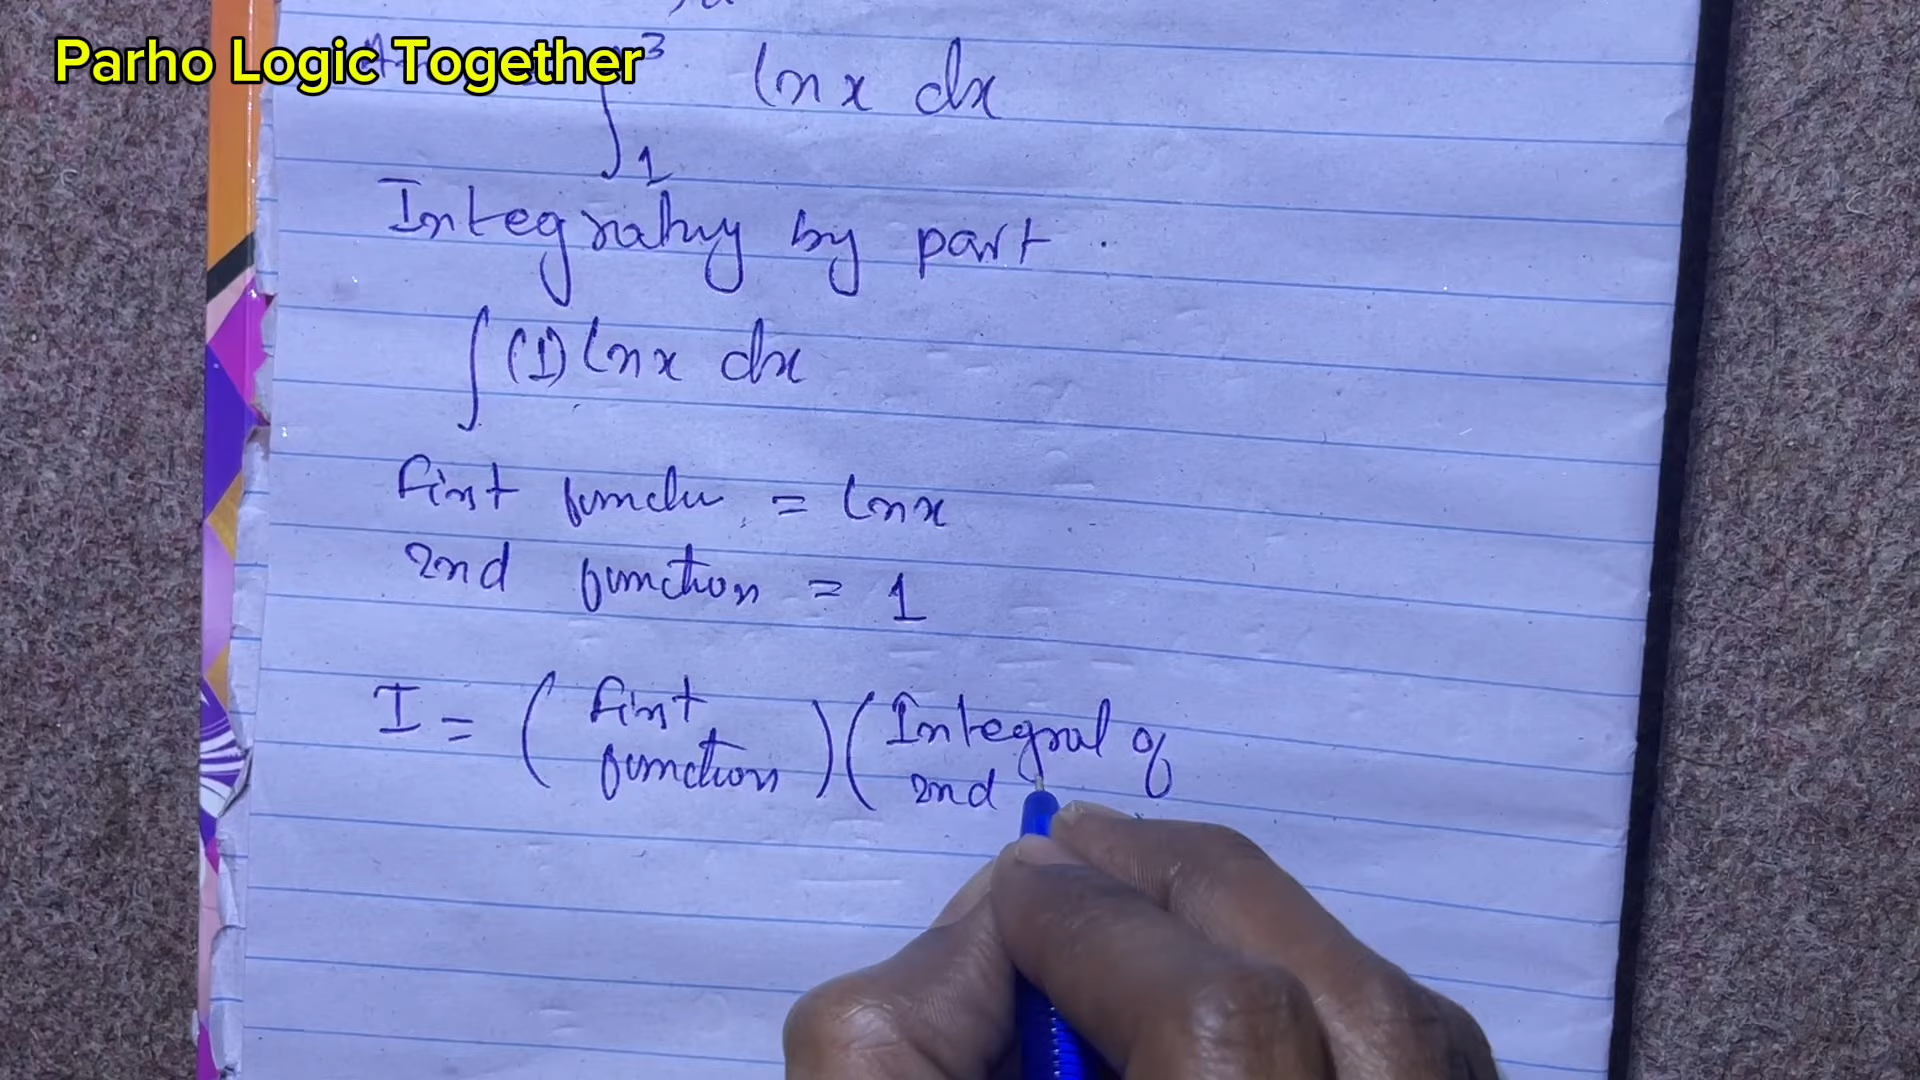 Parho Logic Together
∫₁³ ln x dx
Integrating by part .
∫ (1) ln x dx
first function = ln x
2nd function = 1
I = ( first function ) ( Integral of 2nd